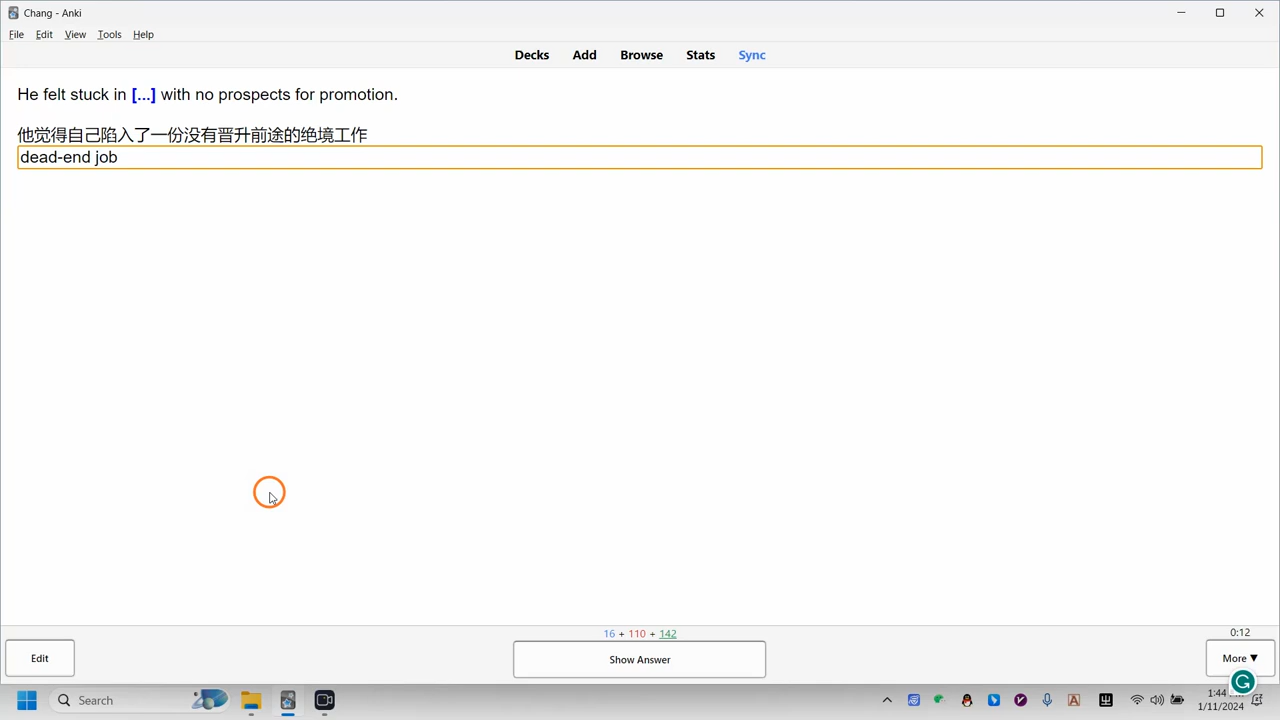 Chang - Anki
File Edit View Tools Help
Decks Add Browse Stats Sync
He felt stuck in [...] with no prospects for promotion.
他觉得自己陷入了一份没有晋升前途的绝境工作
dead-end job
16 + 110 + 142
0:12
Edit
Show Answer
More ▼
Search
1:44
1/11/2024